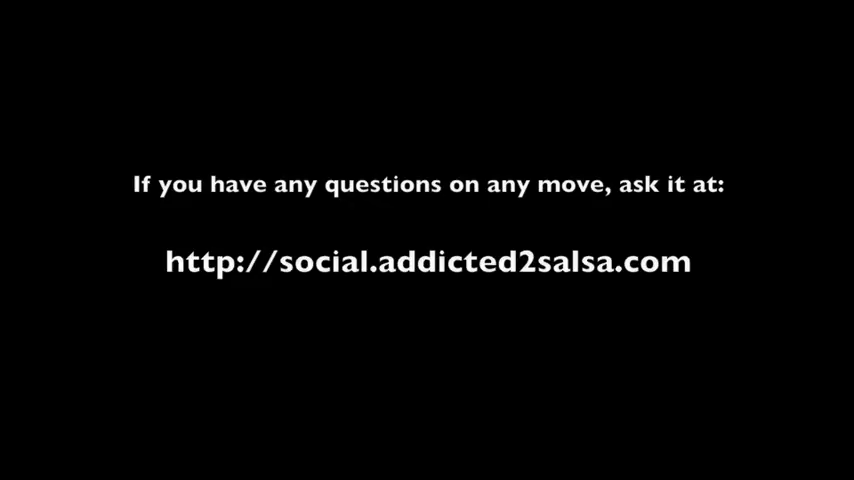 If you have any questions on any move, ask it at:
http://social.addicted2salsa.com